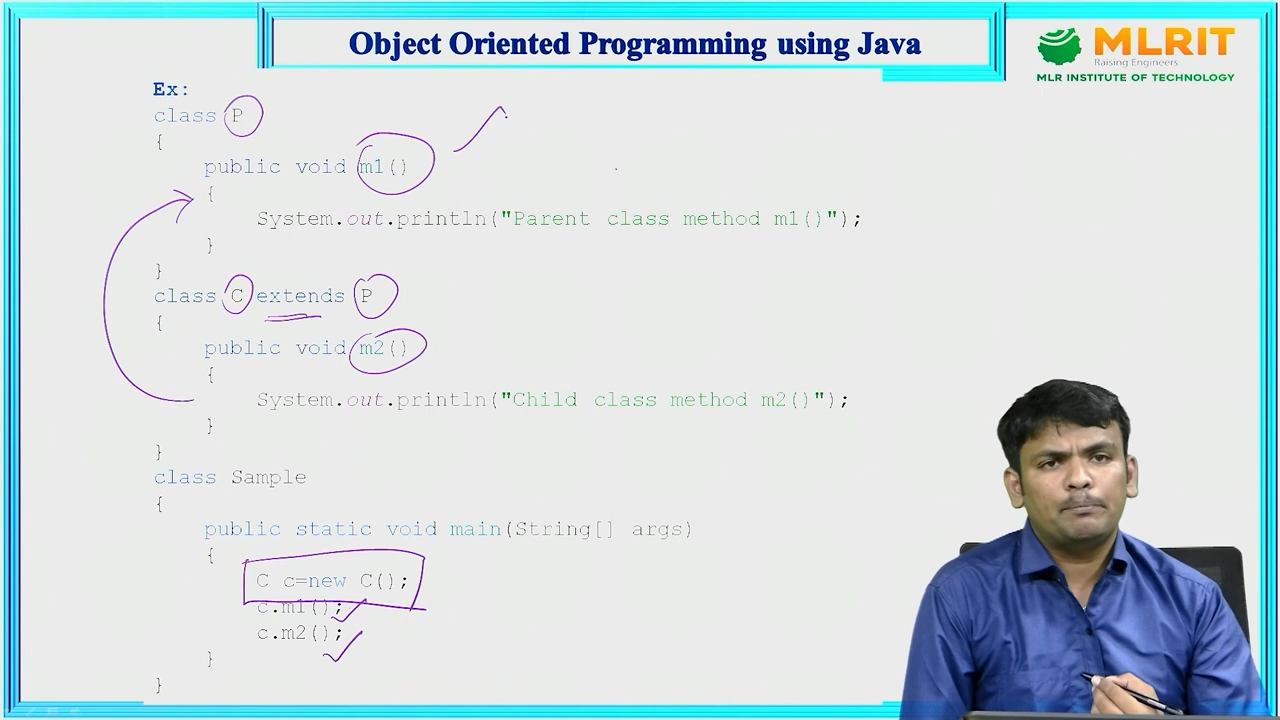 Object Oriented Programming using Java
MLRIT
Raising Engineers
MLR INSTITUTE OF TECHNOLOGY
Ex:
class P
{
public void m1()
{
System.out.println("Parent class method m1()");
}
}
class C extends P
{
public void m2()
{
System.out.println("Child class method m2()");
}
}
class Sample
{
public static void main(String[] args)
{
C c=new C();
c.m1();
c.m2();
}
}